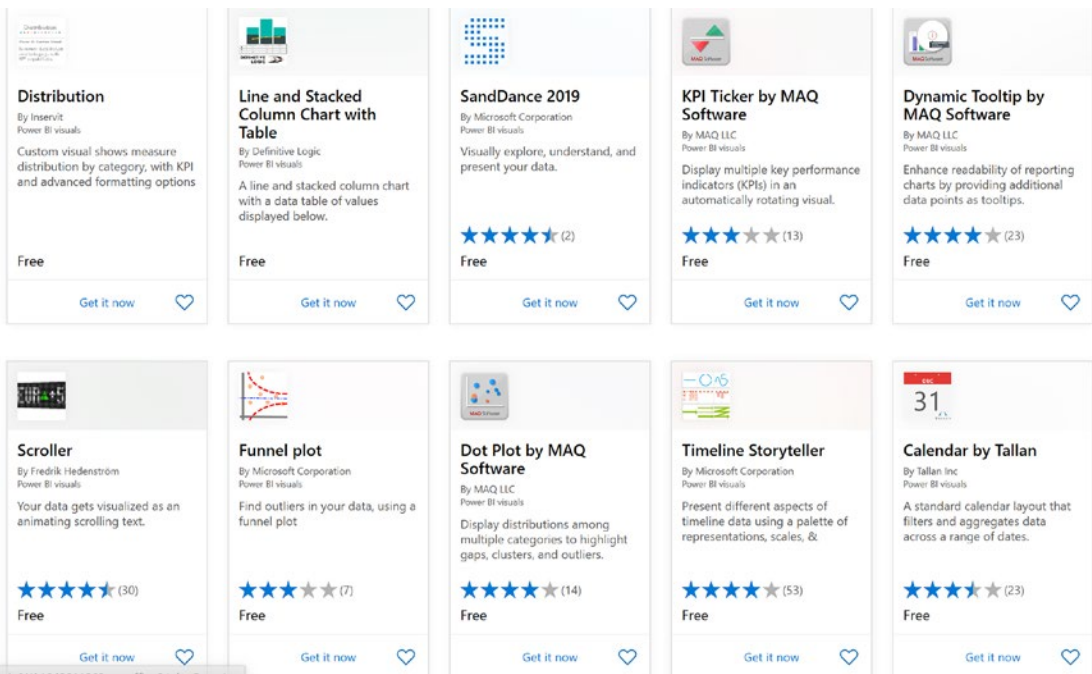 Distribution
By Inservit
Power BI visuals
Custom visual shows measure
distribution by category, with KPI
and advanced formatting options
Free
Get it now
Line and Stacked
Column Chart with
Table
By Definitive Logic
Power BI visuals
A line and stacked column chart
with a data table of values
displayed below.
Free
Get it now
SandDance 2019
By Microsoft Corporation
Power BI visuals
Visually explore, understand, and
present your data.
(2)
Free
Get it now
MAQ Software
KPI Ticker by MAQ
Software
By MAQ LLC
Power BI visuals
Display multiple key performance
indicators (KPIs) in an
automatically rotating visual.
(13)
Free
Get it now
MAQ Software
Dynamic Tooltip by
MAQ Software
By MAQ LLC
Power BI visuals
Enhance readability of reporting
charts by providing additional
data points as tooltips.
(23)
Free
Get it now
Scroller
By Fredrik Hedenström
Power BI visuals
Your data gets visualized as an
animating scrolling text.
(30)
Free
Get it now
Funnel plot
By Microsoft Corporation
Power BI visuals
Find outliers in your data, using a
funnel plot
(7)
Free
Get it now
MAQ Software
Dot Plot by MAQ
Software
By MAQ LLC
Power BI visuals
Display distributions among
multiple categories to highlight
gaps, clusters, and outliers.
(14)
Free
Get it now
Timeline Storyteller
By Microsoft Corporation
Power BI visuals
Present different aspects of
timeline data using a palette of
representations, scales, &
(53)
Free
Get it now
DEC
31
Calendar by Tallan
By Tallan Inc
Power BI visuals
A standard calendar layout that
filters and aggregates data
across a range of dates.
(23)
Free
Get it now